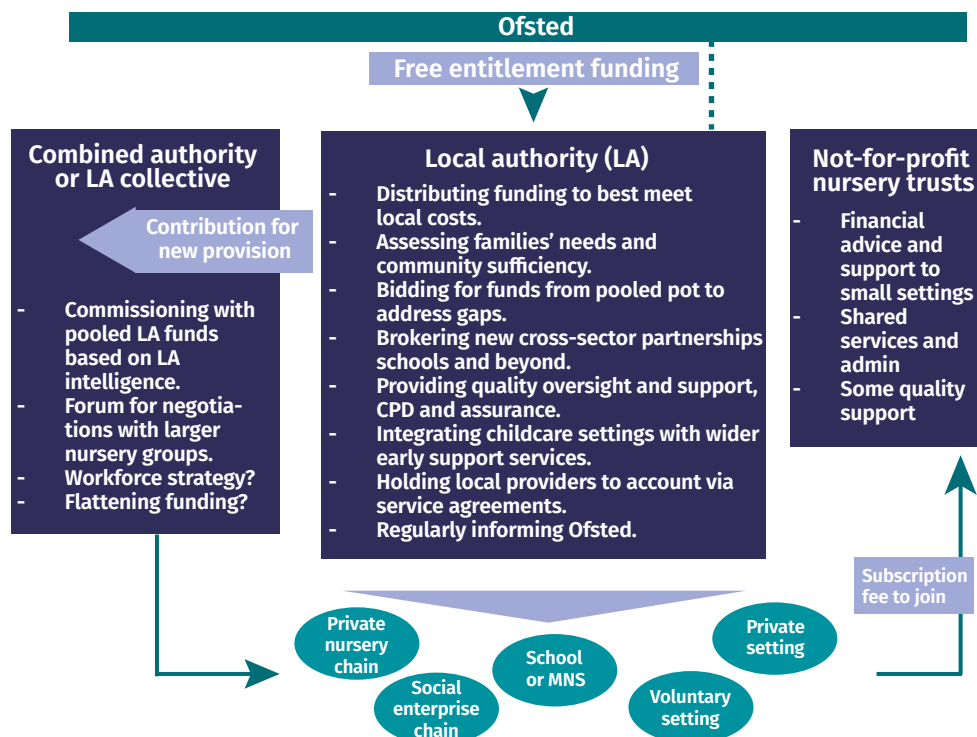 Ofsted
Free entitlement funding
Combined authority
or LA collective
Contribution for
new provision
- Commissioning with
pooled LA funds
based on LA
intelligence.
- Forum for negotia-
tions with larger
nursery groups.
- Workforce strategy?
- Flattening funding?
Local authority (LA)
- Distributing funding to best meet
local costs.
- Assessing families’ needs and
community sufficiency.
- Bidding for funds from pooled pot to
address gaps.
- Brokering new cross-sector partnerships
schools and beyond.
- Providing quality oversight and support,
CPD and assurance.
- Integrating childcare settings with wider
early support services.
- Holding local providers to account via
service agreements.
- Regularly informing Ofsted.
Not-for-profit
nursery trusts
- Financial
advice and
support to
small settings
- Shared
services and
admin
- Some quality
support
Subscription
fee to join
Private
nursery
chain
Social
enterprise
chain
School
or MNS
Voluntary
setting
Private
setting